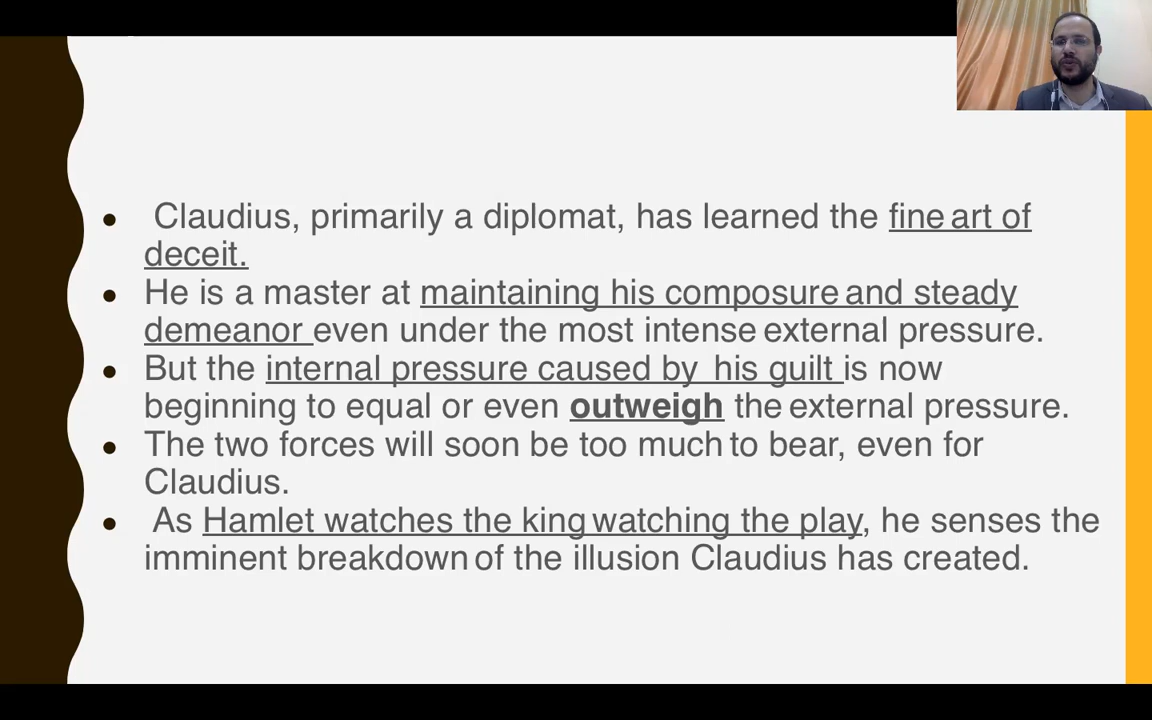 • Claudius, primarily a diplomat, has learned the fine art of
deceit.
• He is a master at maintaining his composure and steady
demeanor even under the most intense external pressure.
• But the internal pressure caused by his guilt is now
beginning to equal or even outweigh the external pressure.
• The two forces will soon be too much to bear, even for
Claudius.
• As Hamlet watches the king watching the play, he senses the
imminent breakdown of the illusion Claudius has created.